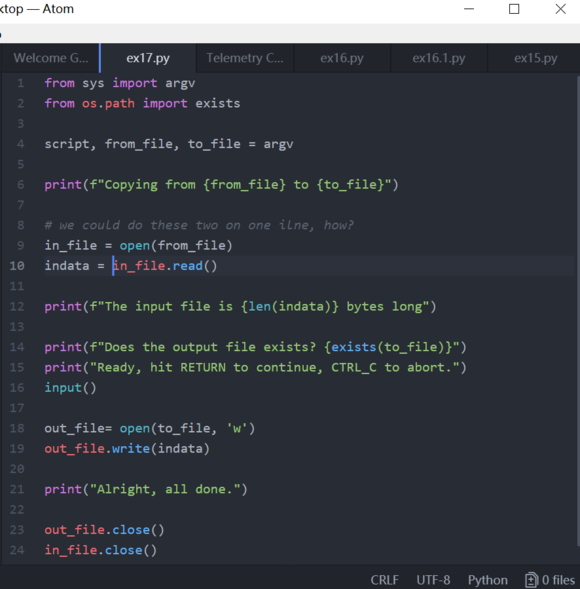 ktop — Atom
Welcome G... ex17.py Telemetry C... ex16.py ex16.1.py ex15.py
1 from sys import argv
2 from os.path import exists
3
4 script, from_file, to_file = argv
5
6 print(f"Copying from {from_file} to {to_file}")
7
8 # we could do these two on one ilne, how?
9 in_file = open(from_file)
10 indata = in_file.read()
11
12 print(f"The input file is {len(indata)} bytes long")
13
14 print(f"Does the output file exists? {exists(to_file)}")
15 print("Ready, hit RETURN to continue, CTRL_C to abort.")
16 input()
17
18 out_file= open(to_file, 'w')
19 out_file.write(indata)
20
21 print("Alright, all done.")
22
23 out_file.close()
24 in_file.close()
CRLF UTF-8 Python 0 files